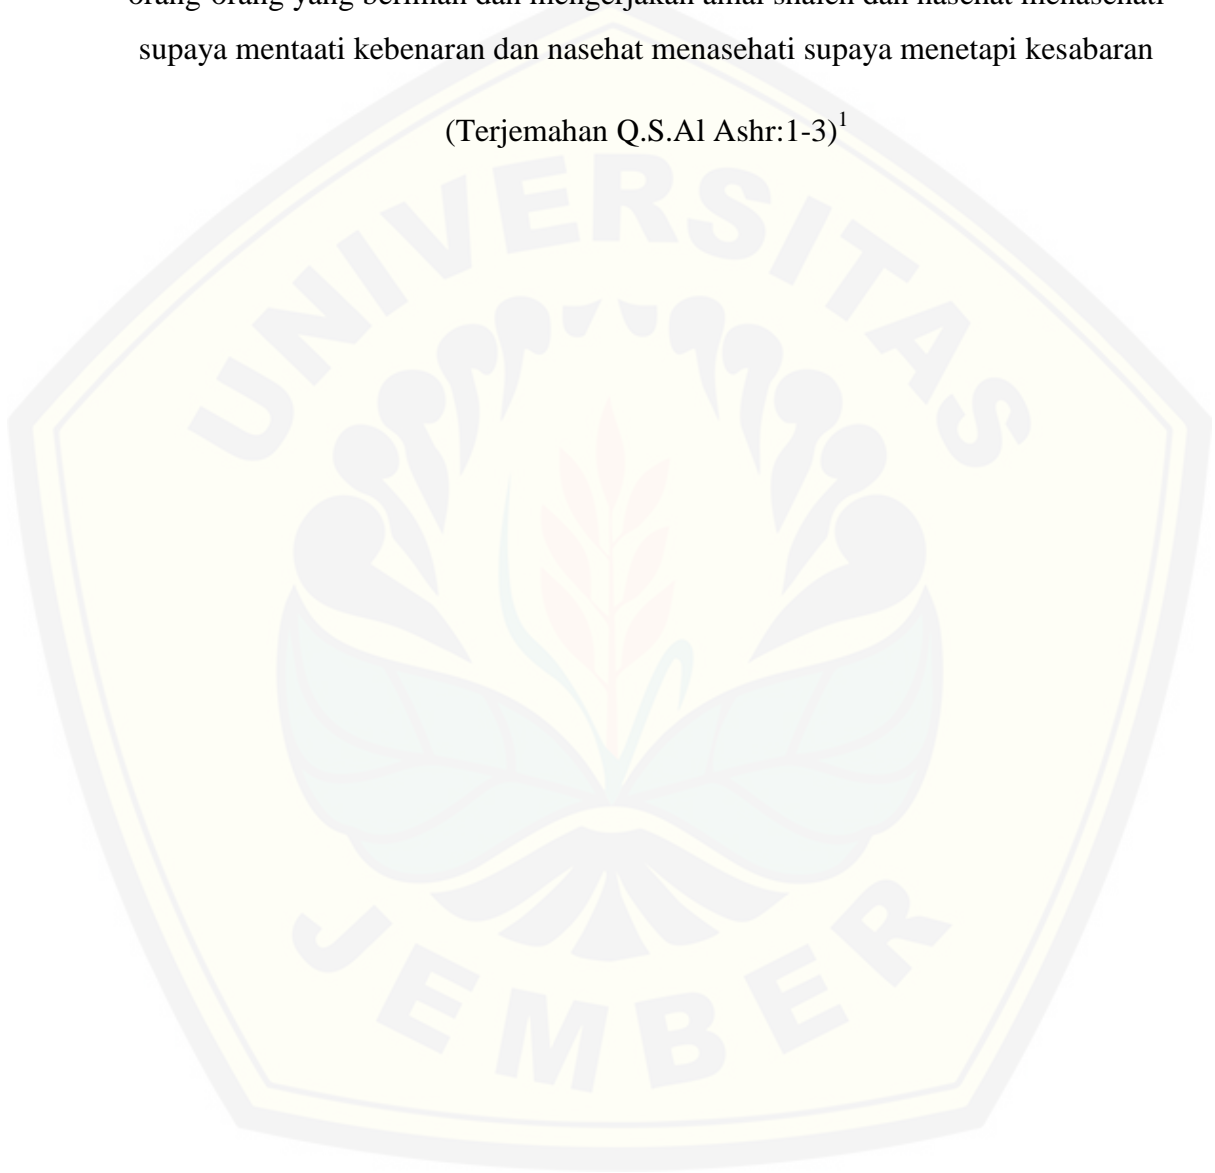 orang-orang yang beriman dan mengerjakan amal shaleh dan nasehat menasehati
supaya mentaati kebenaran dan nasehat menasehati supaya menetapi kesabaran
(Terjemahan Q.S.Al Ashr:1-3)1
UNIVERSITAS
JEMBER